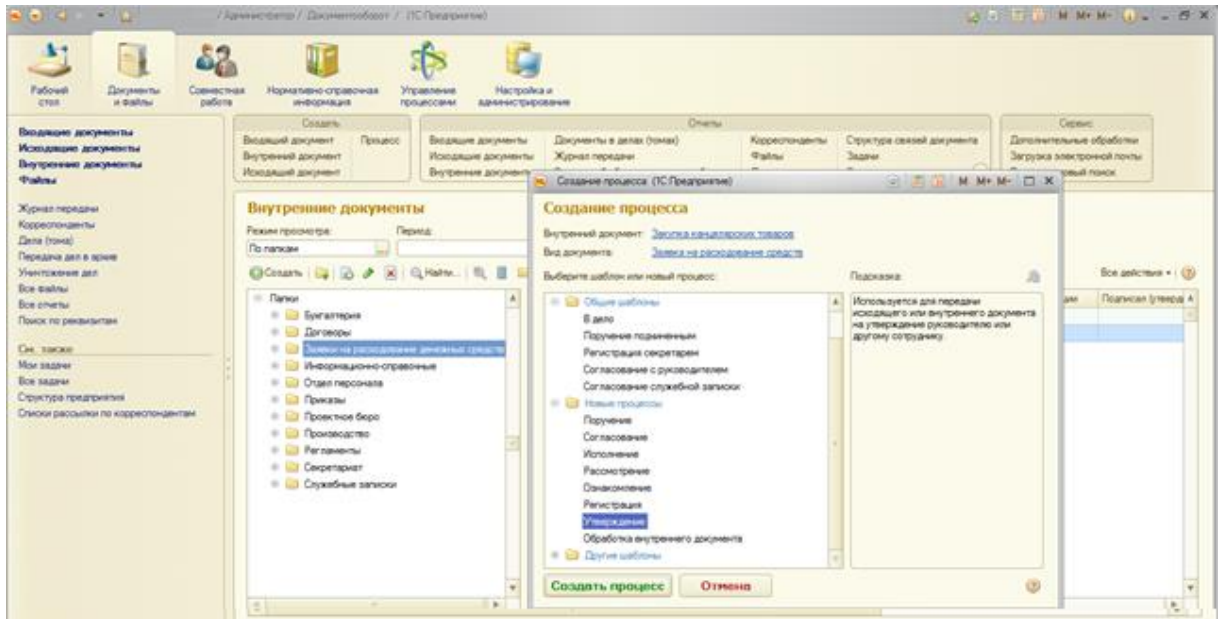 / Администратор / Документооборот / (1С:Предприятие)
M M+ M-
Рабочий стол
Документы и файлы
Совместная работа
Нормативно-справочная информация
Управление процессами
Настройка и администрирование
Входящие документы
Исходящие документы
Внутренние документы
Файлы
Журнал передачи
Корреспонденты
Дела (тома)
Передача дел в архив
Уничтожение дел
Все файлы
Все отчеты
Поиск по реквизитам
См. также
Мои задачи
Все задачи
Структура предприятия
Списки рассылки по корреспондентам
Создать
Входящий документ Процесс
Внутренний документ
Исходящий документ
Отчеты
Входящие документы Документы в делах (томах) Корреспонденты Структура связей документа
Исходящие документы Журнал передачи Файлы Задачи
Внутренние документы
Сервис
Дополнительные обработки
Загрузка электронной почты
поиск
Внутренние документы
Режим просмотра: Период:
По папкам
Создать Найти...
Все действия
Подписан
Папки
Бухгалтерия
Договоры
Заявки на расходование денежных средств
Информационно-справочные
Отдел персонала
Приказы
Проектное бюро
Производство
Регламенты
Секретариат
Служебные записки
Создание процесса (1С:Предприятие)
M M+ M-
Создание процесса
Внутренний документ: Закупка канцелярских товаров
Вид документа: Заявка на расходование средств
Выберите шаблон или новый процесс:
Общие шаблоны
В дело
Поручение подчиненным
Регистрация секретарем
Согласование с руководителем
Согласование служебной записки
Новые процессы
Поручение
Согласование
Исполнение
Рассмотрение
Ознакомление
Регистрация
Утверждение
Обработка внутреннего документа
Другие шаблоны
Подсказка:
Используется для передачи
исходящего или внутреннего документа
на утверждение руководителю или
другому сотруднику.
Создать процесс Отмена